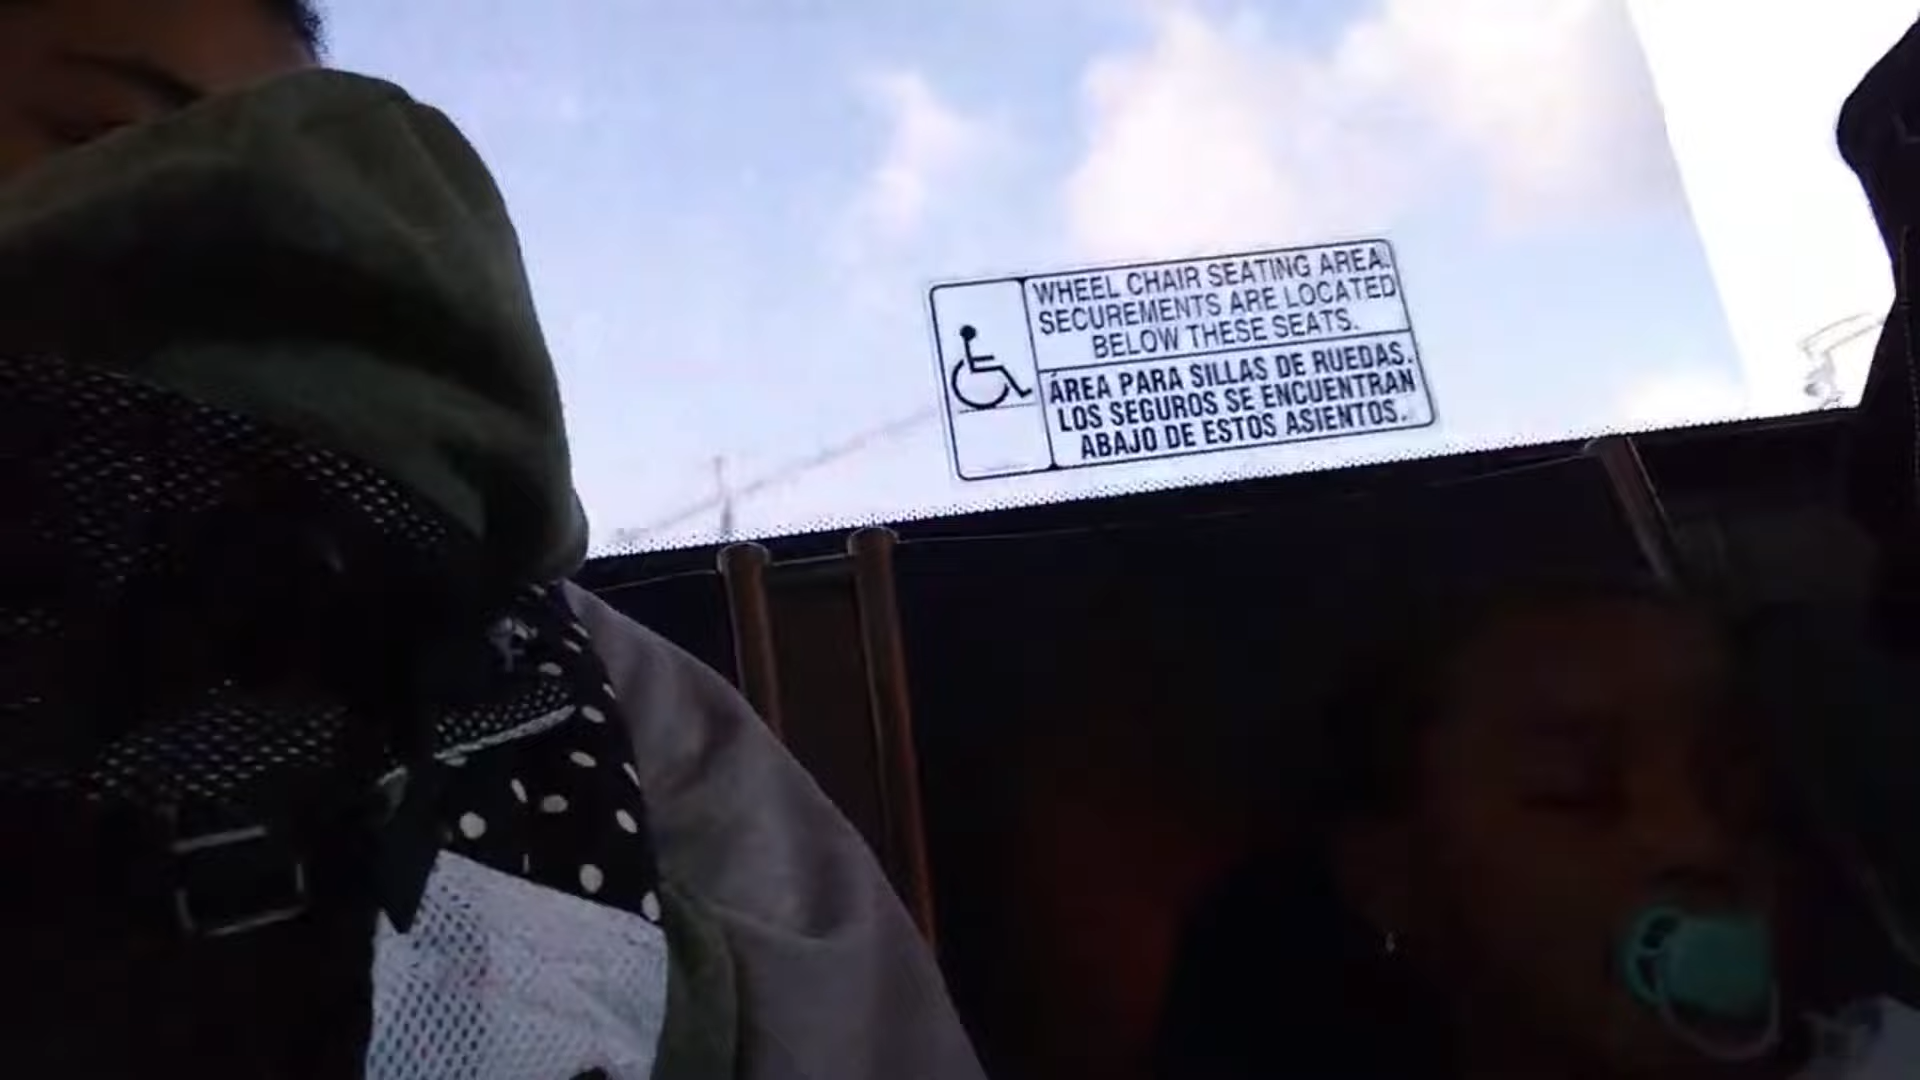 WHEEL CHAIR SEATING AREA.
SECUREMENTS ARE LOCATED
BELOW THESE SEATS.
ÁREA PARA SILLAS DE RUEDAS.
LOS SEGUROS SE ENCUENTRAN
ABAJO DE ESTOS ASIENTOS.